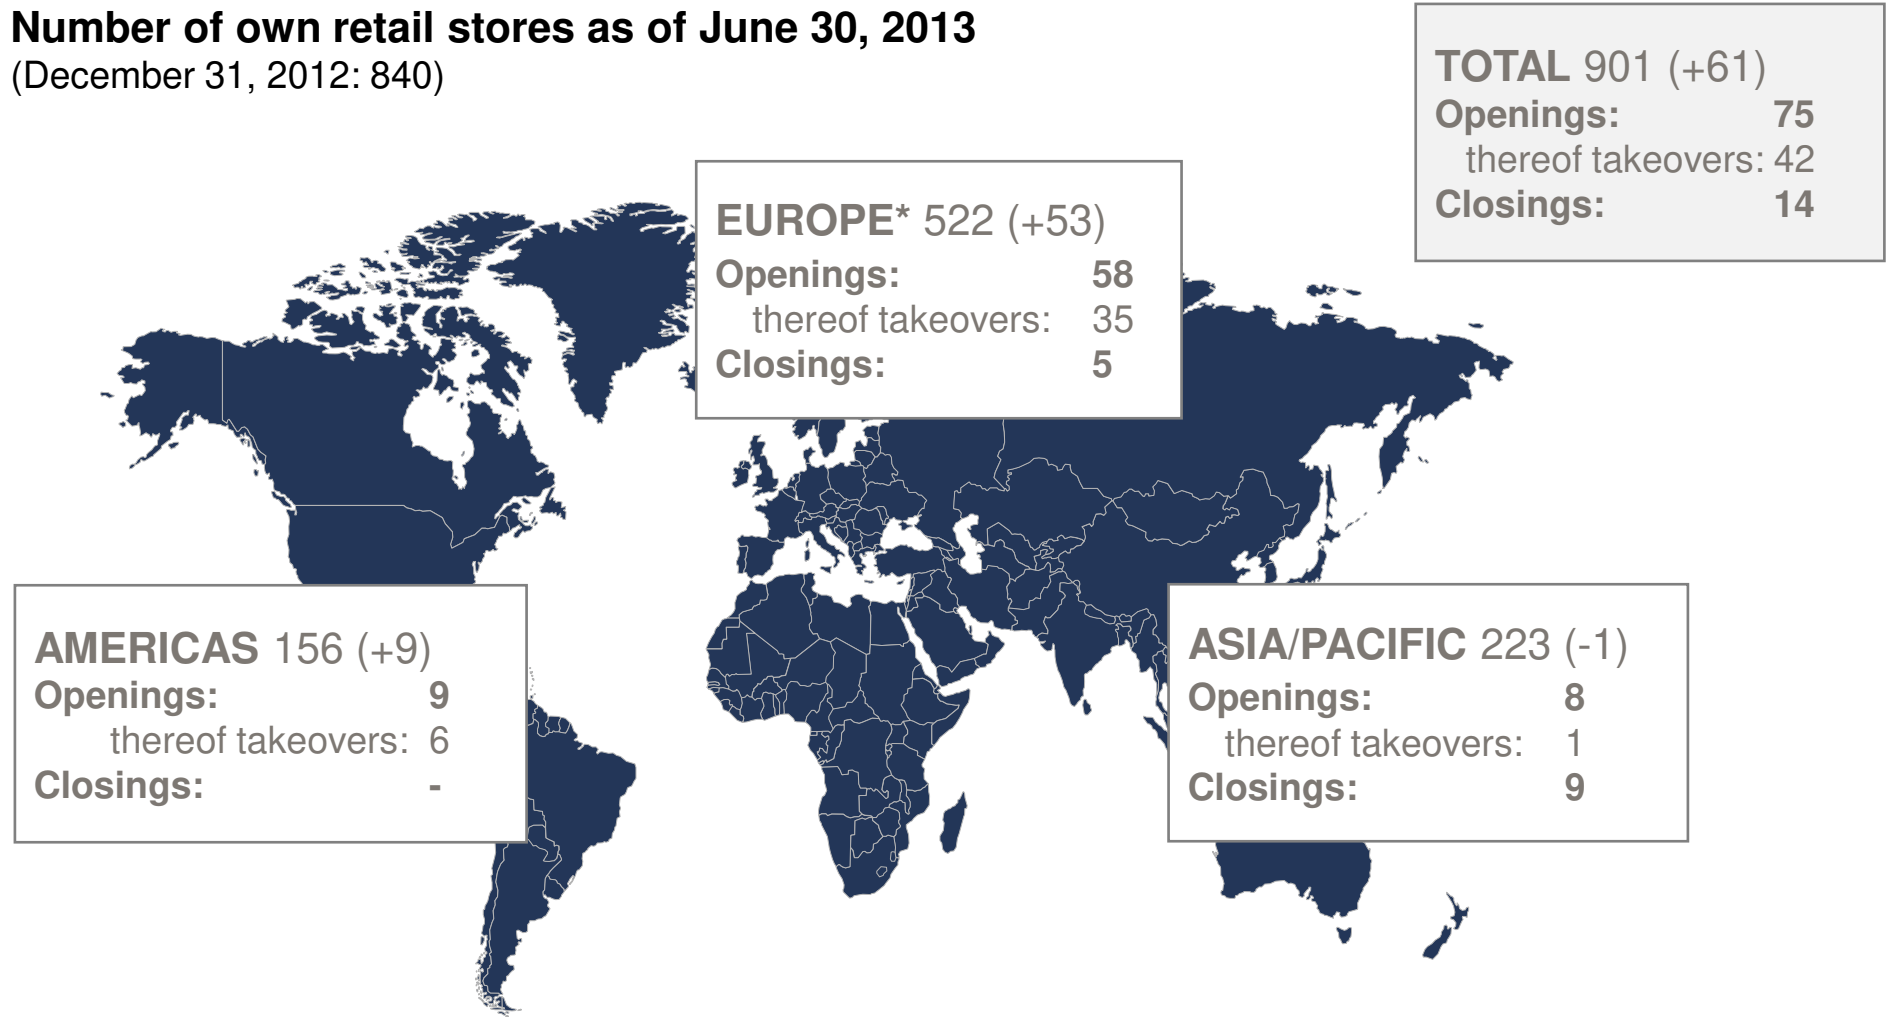 Number of own retail stores as of June 30, 2013
(December 31, 2012: 840)
TOTAL 901 (+61)
Openings: 75
thereof takeovers: 42
Closings: 14
EUROPE* 522 (+53)
Openings: 58
thereof takeovers: 35
Closings: 5
AMERICAS 156 (+9)
Openings: 9
thereof takeovers: 6
Closings: -
ASIA/PACIFIC 223 (-1)
Openings: 8
thereof takeovers: 1
Closings: 9